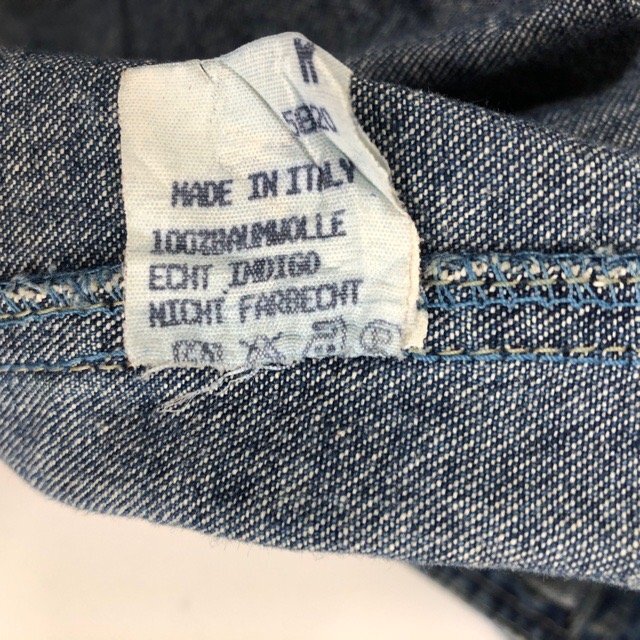 MADE IN ITALY
100%BAUMWOLLE
ECHT INDIGO
NICHT FARBECHT